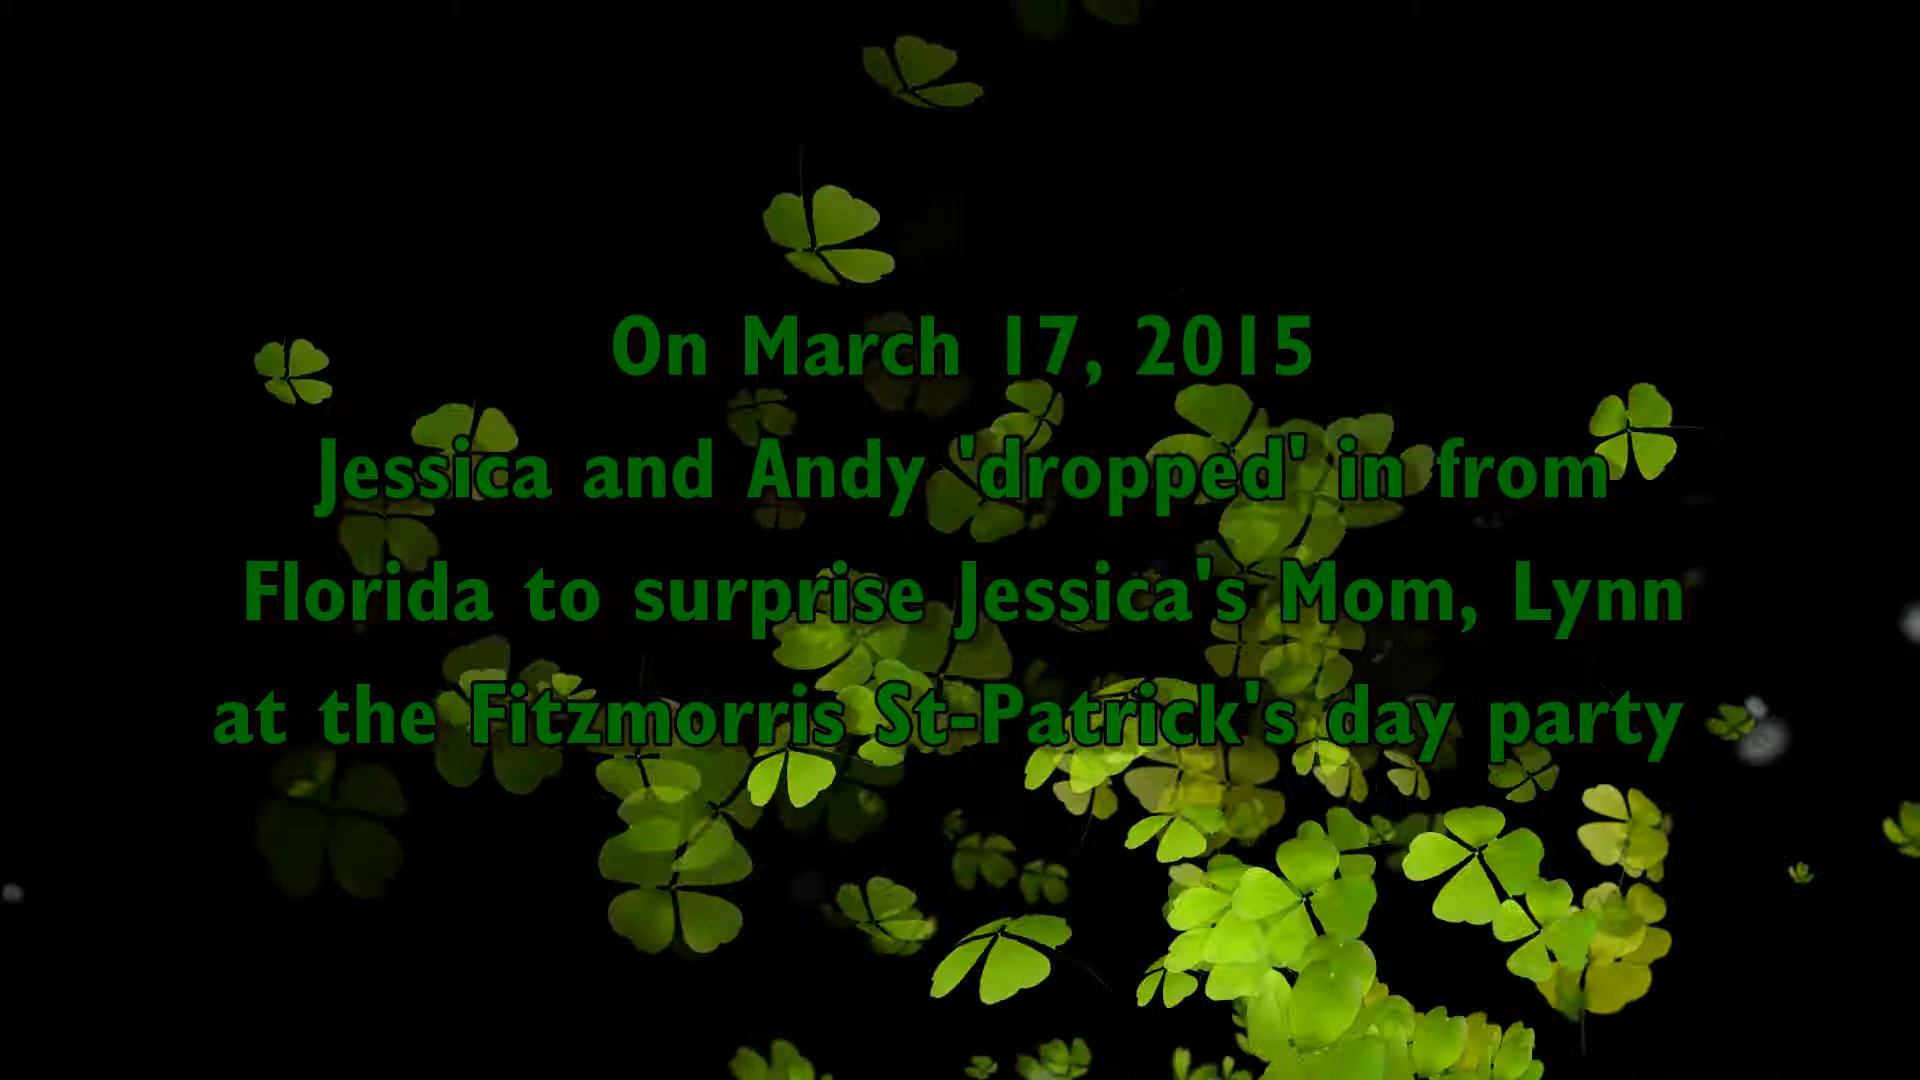 On March 17, 2015
Jessica and Andy 'dropped' in from
Florida to surprise Jessica's Mom, Lynn
at the Fitzmorris St-Patrick's day party